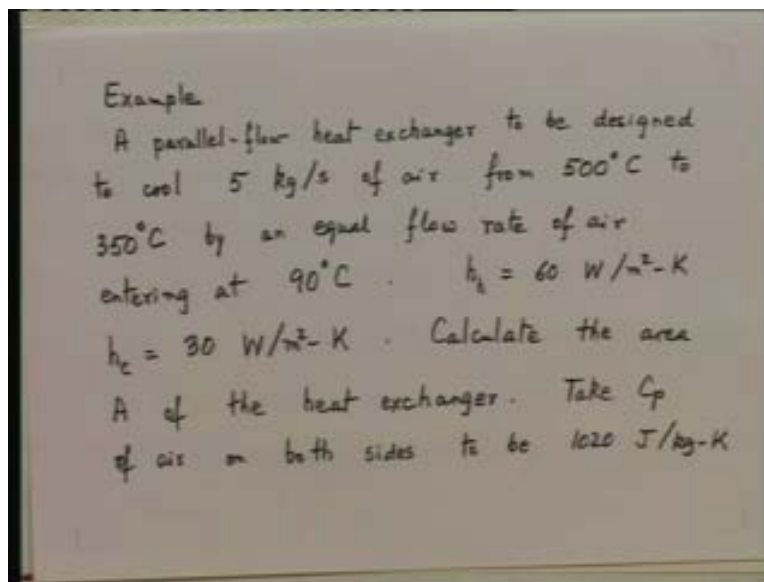 Example
A parallel-flow heat exchanger to be designed
to cool 5 kg/s of air from 500°C to
350°C by an equal flow rate of air
entering at 90°C. hₕ = 60 W/m²-K
h_c = 30 W/m²-K. Calculate the area
A of the heat exchanger. Take Cp
of air on both sides to be 1020 J/kg-K